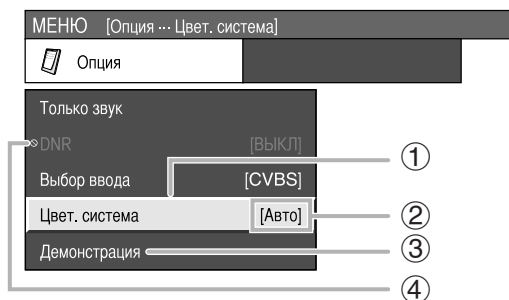 МЕНЮ [Опция ··· Цвет. система]
Опция
Только звук
DNR [ВЫКЛ]
Выбор ввода [CVBS]
Цвет. система [Авто]
Демонстрация
①
②
③
④